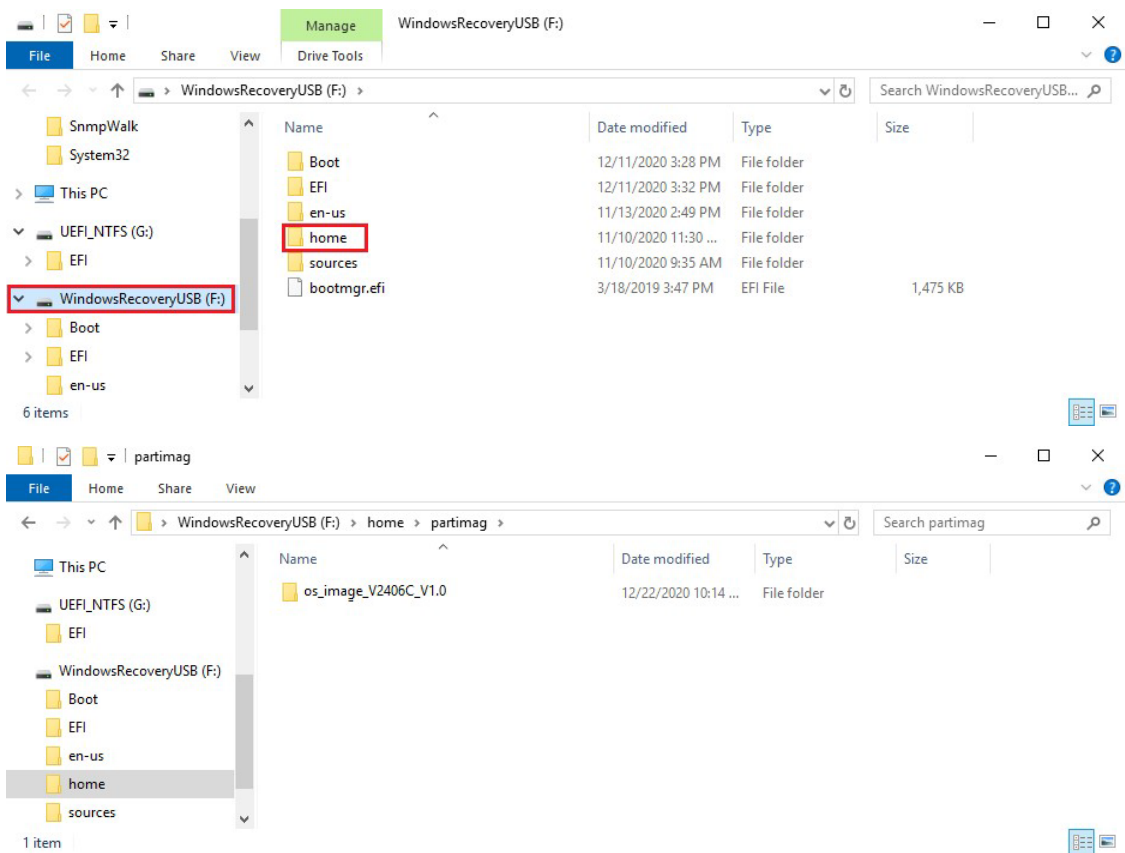 Manage WindowsRecoveryUSB (F:)
File Home Share View Drive Tools
WindowsRecoveryUSB (F:) Search WindowsRecoveryUSB...
SnmpWalk
System32
This PC
UEFI_NTFS (G:)
EFI
WindowsRecoveryUSB (F:)
Boot
EFI
en-us
Name Date modified Type Size
Boot 12/11/2020 3:28 PM File folder
EFI 12/11/2020 3:32 PM File folder
en-us 11/13/2020 2:49 PM File folder
home 11/10/2020 11:30 ... File folder
sources 11/10/2020 9:35 AM File folder
bootmgr.efi 3/18/2019 3:47 PM EFI File 1,475 KB
6 items
partimag
File Home Share View
WindowsRecoveryUSB (F:) home partimag Search partimag
This PC
UEFI_NTFS (G:)
EFI
WindowsRecoveryUSB (F:)
Boot
EFI
en-us
home
sources
Name Date modified Type Size
os_image_V2406C_V1.0 12/22/2020 10:14 ... File folder
1 item